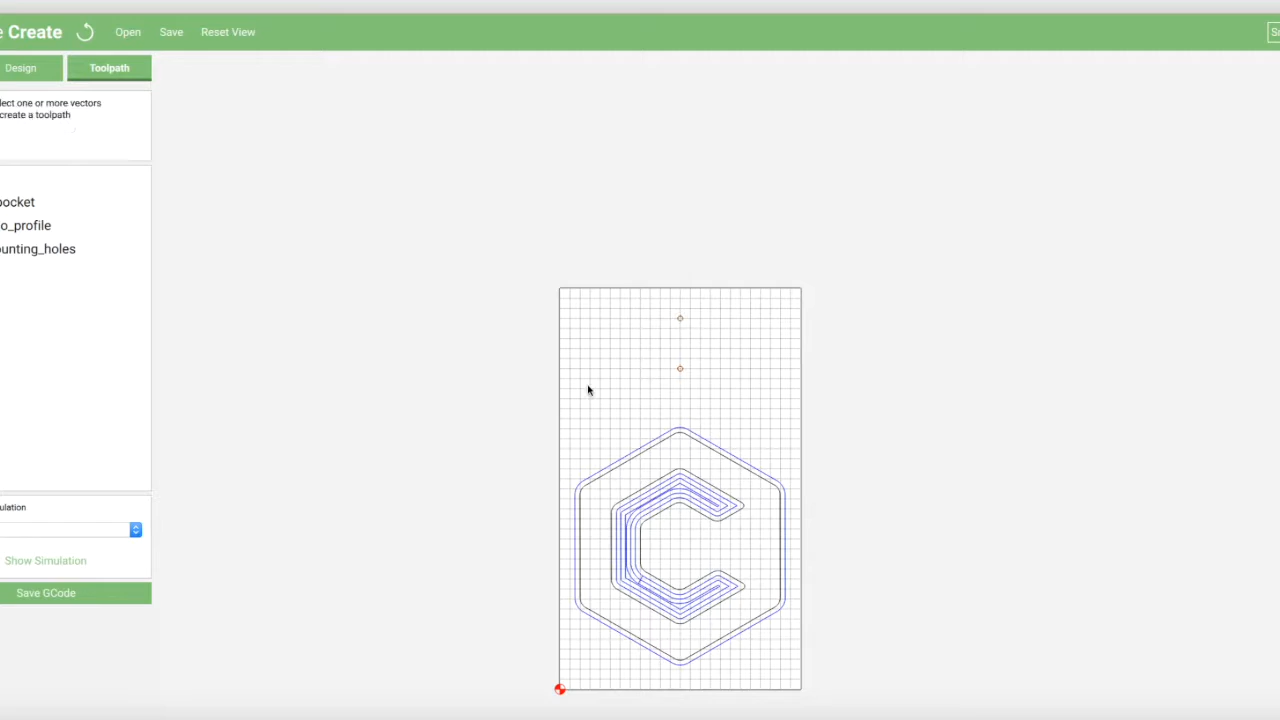 e Create Open Save Reset View So
Design Toolpath
lect one or more vectors
create a toolpath
pocket
o_profile
ounting_holes
ulation
Show Simulation
Save GCode